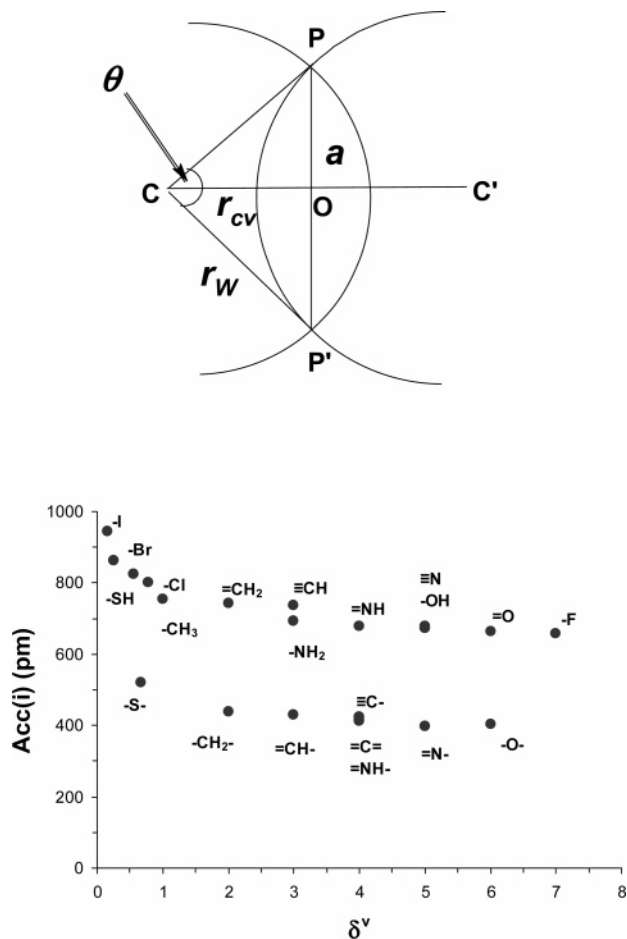 P
θ
a
C
O
C'
r_cv
r_W
P'
Acc(i) (pm)
1000
800
600
400
200
0
-I
-Br
-SH
-Cl
-CH₃
=CH₂
≡CH
-NH₂
=NH
≡N
-OH
=O
-F
-S-
-CH₂-
=CH-
≡C-
=C=
=NH-
=N-
-O-
0 1 2 3 4 5 6 7 8
δᵛ